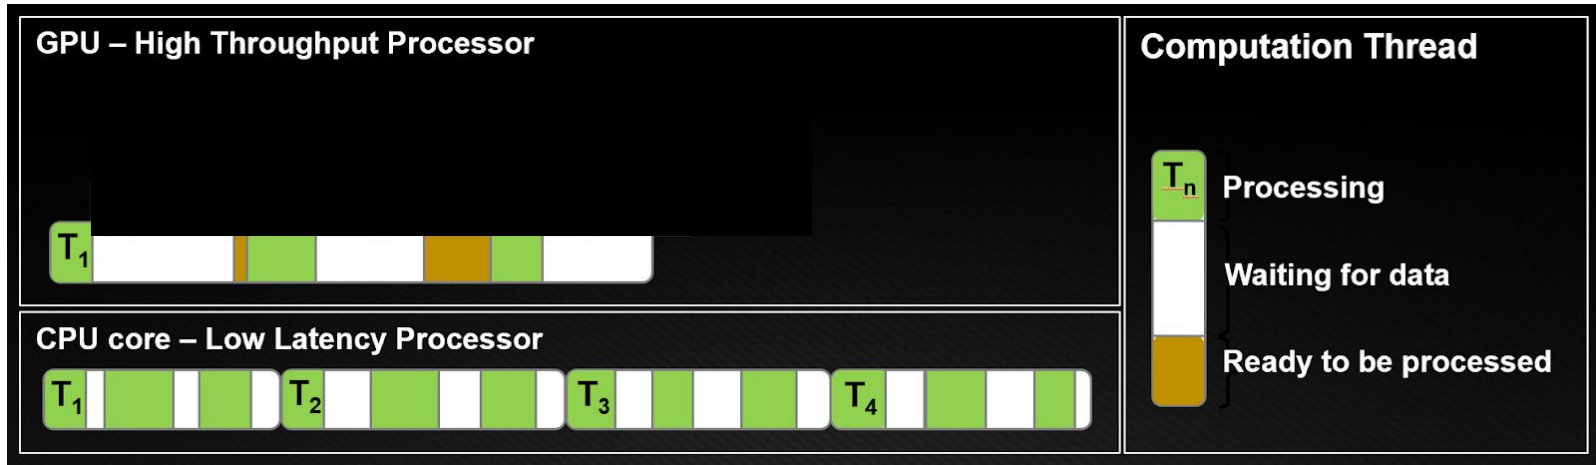 GPU – High Throughput Processor
T1
CPU core – Low Latency Processor
T1 T2 T3 T4
Computation Thread
Tn
Processing
Waiting for data
Ready to be processed